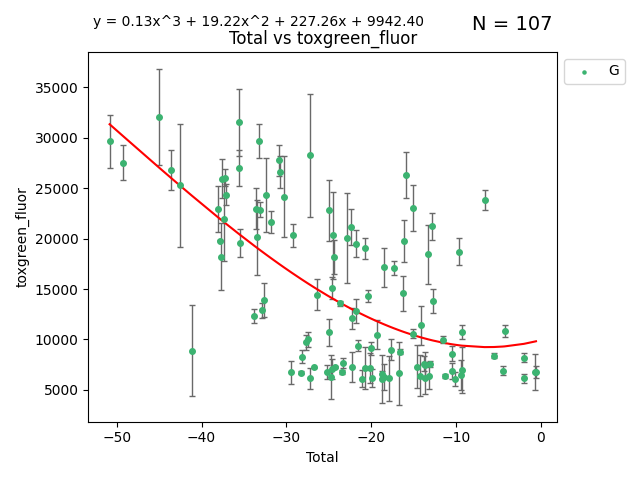 y = 0.13x^3 + 19.22x^2 + 227.26x + 9942.40
N = 107
Total vs toxgreen_fluor
G
toxgreen_fluor
35000
30000
25000
20000
15000
10000
5000
−50
−40
−30
−20
−10
0
Total